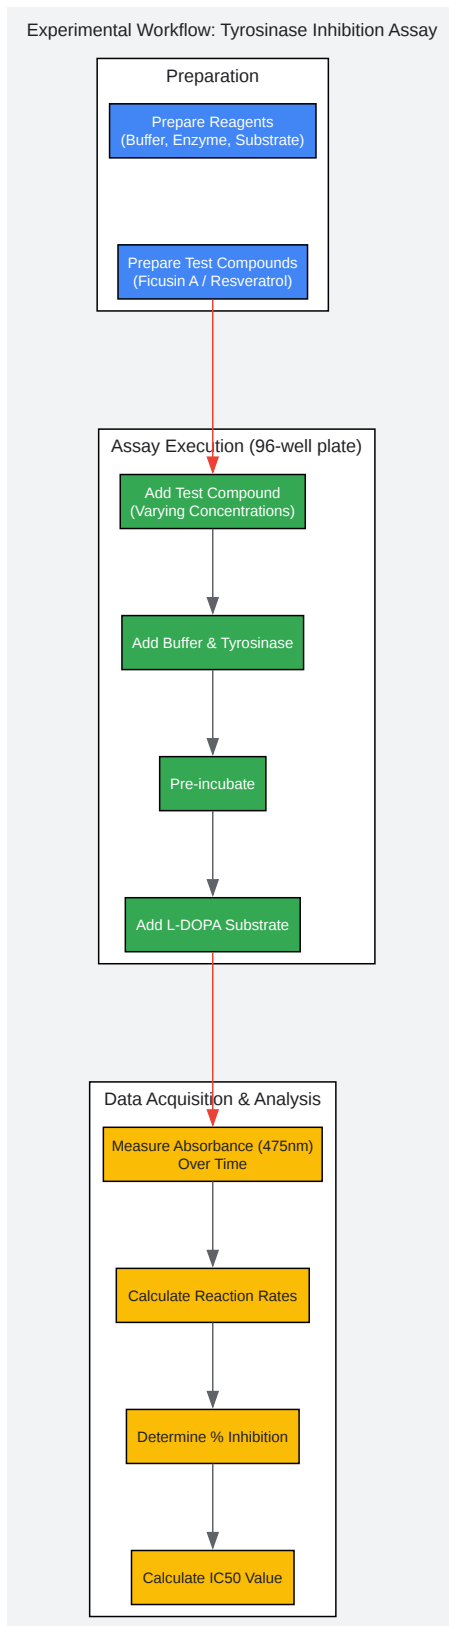 Experimental Workflow: Tyrosinase Inhibition Assay
Preparation
Prepare Reagents
(Buffer, Enzyme, Substrate)
Prepare Test Compounds
(Ficusin A / Resveratrol)
Assay Execution (96-well plate)
Add Test Compound
(Varying Concentrations)
Add Buffer & Tyrosinase
Pre-incubate
Add L-DOPA Substrate
Data Acquisition & Analysis
Measure Absorbance (475nm)
Over Time
Calculate Reaction Rates
Determine % Inhibition
Calculate IC50 Value